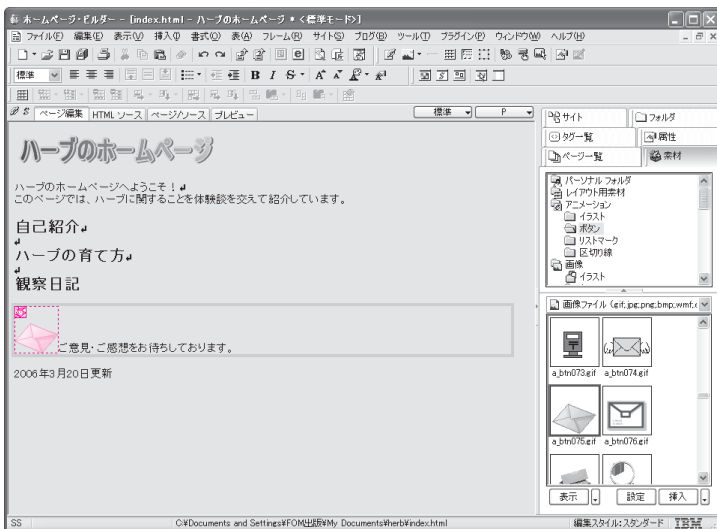 ホームページ・ビルダー - [index.html - ハーブのホームページ * <標準モード>]
ファイル(F) 編集(E) 表示(V) 挿入(I) 書式(O) 表(A) フレーム(R) サイト(S) ブログ(B) ツール(T) プラグイン(P) ウィンドウ(W) ヘルプ(H)
標準
B I S A A
ページ編集 HTML ソース ページ/ソース プレビュー 標準 P
ハーブのホームページ
ハーブのホームページへようこそ!
このページでは、ハーブに関することを体験談を交えて紹介しています。
自己紹介
ハーブの育て方
観察日記
ご意見・ご感想をお待ちしております。
2006年3月20日更新
サイト フォルダ
タグ一覧 属性
ページ一覧 素材
パーソナル フォルダ
レイアウト用素材
アニメーション
イラスト
ボタン
リストマーク
区切り線
画像
イラスト
画像ファイル (gif;jpg;png;bmp;wmf;
a_btn073.gif a_btn074.gif
a_btn075.gif a_btn076.gif
表示 設定 挿入
SS C:¥Documents and Settings¥FOM出版¥My Documents¥herb¥index.html 編集スタイル:スタンダード IBM